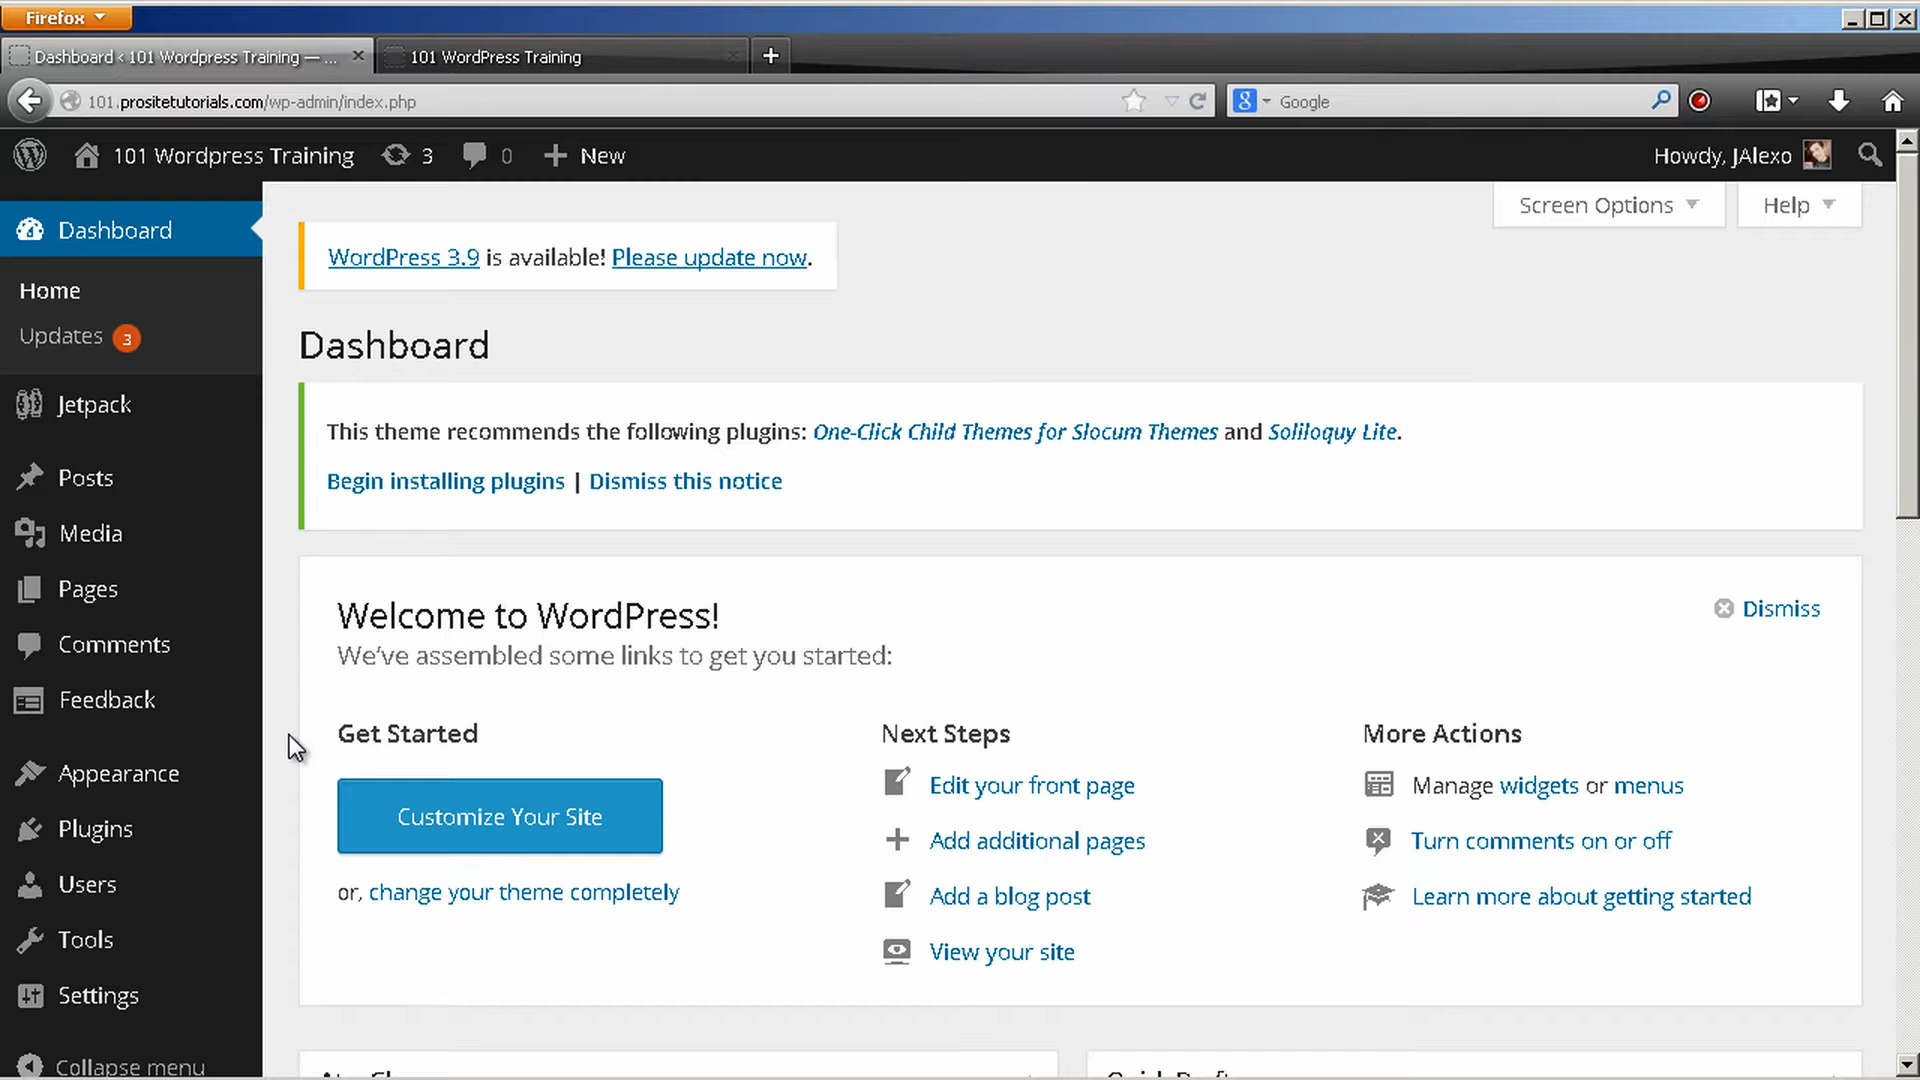 Firefox
Dashboard ‹ 101 Wordpress Training — ...
101 WordPress Training
101.prositetutorials.com/wp-admin/index.php
Google
101 Wordpress Training
3
0
New
Howdy, JAlexo
Dashboard
Home
Updates 3
Jetpack
Posts
Media
Pages
Comments
Feedback
Appearance
Plugins
Users
Tools
Settings
Collapse menu
Screen Options
Help
WordPress 3.9 is available! Please update now.
Dashboard
This theme recommends the following plugins: One-Click Child Themes for Slocum Themes and Soliloquy Lite.
Begin installing plugins | Dismiss this notice
Welcome to WordPress!
We've assembled some links to get you started:
Dismiss
Get Started
Customize Your Site
or, change your theme completely
Next Steps
Edit your front page
Add additional pages
Add a blog post
View your site
More Actions
Manage widgets or menus
Turn comments on or off
Learn more about getting started